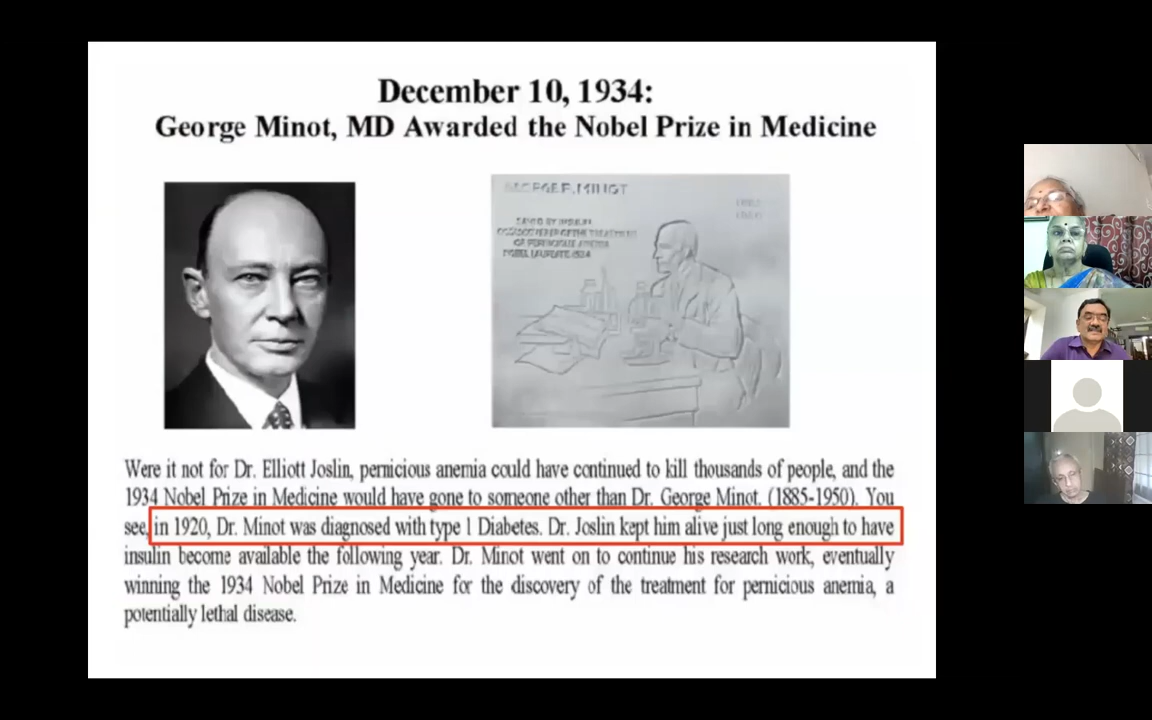 December 10, 1934:
George Minot, MD Awarded the Nobel Prize in Medicine
GEORGE R. MINOT
NOBEL LAUREATE 1934
Were it not for Dr. Elliott Joslin, pernicious anemia could have continued to kill thousands of people, and the
1934 Nobel Prize in Medicine would have gone to someone other than Dr. George Minot. (1885-1950). You
see, in 1920, Dr. Minot was diagnosed with type 1 Diabetes. Dr. Joslin kept him alive just long enough to have
insulin become available the following year. Dr. Minot went on to continue his research work, eventually
winning the 1934 Nobel Prize in Medicine for the discovery of the treatment for pernicious anemia, a
potentially lethal disease.